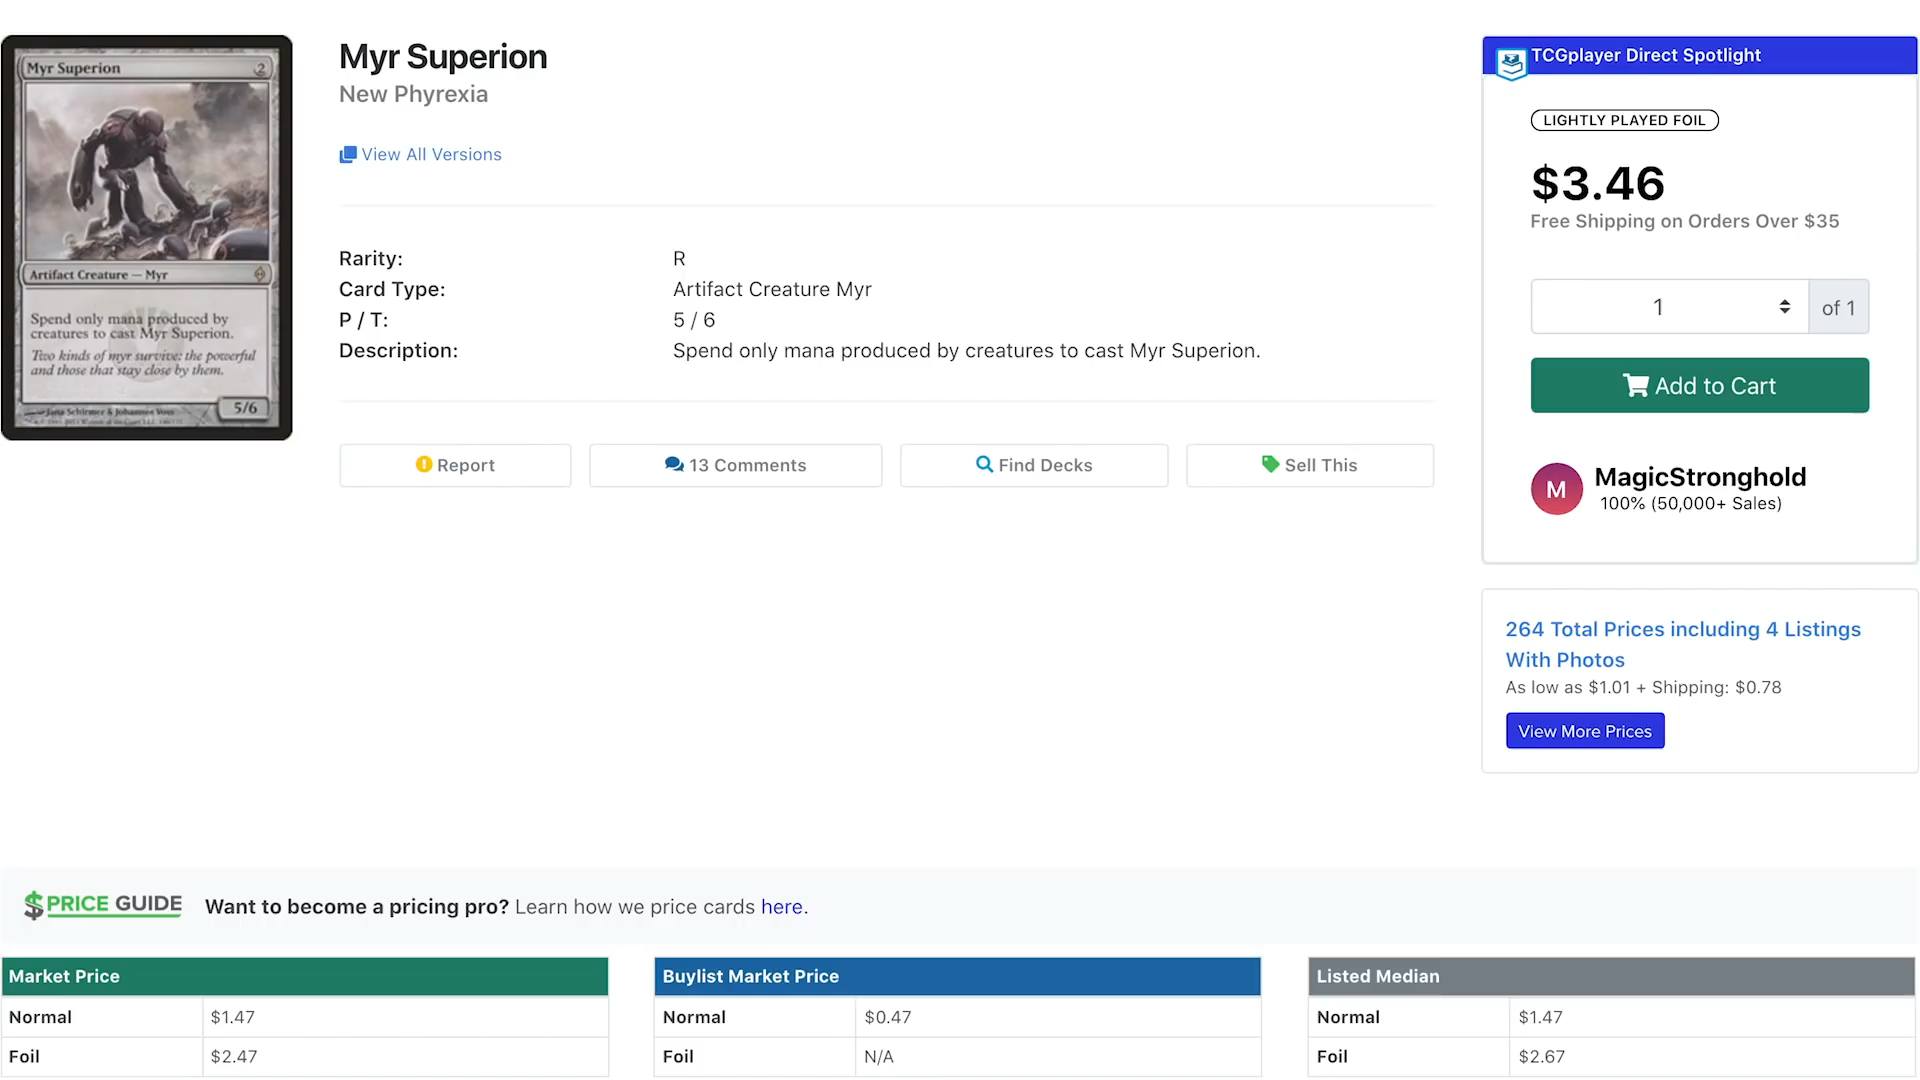 Myr Superion
2
Artifact Creature — Myr
Spend only mana produced by
creatures to cast Myr Superion.
Two kinds of myr survive: the powerful
and those that stay close by them.
Jana Schirmer & Johannes Voss
5/6
Myr Superion
New Phyrexia
View All Versions
Rarity: R
Card Type: Artifact Creature Myr
P / T: 5 / 6
Description: Spend only mana produced by creatures to cast Myr Superion.
Report
13 Comments
Find Decks
Sell This
TCGplayer Direct Spotlight
LIGHTLY PLAYED FOIL
$3.46
Free Shipping on Orders Over $35
1 of 1
Add to Cart
M
MagicStronghold
100% (50,000+ Sales)
264 Total Prices including 4 Listings
With Photos
As low as $1.01 + Shipping: $0.78
View More Prices
$PRICE GUIDE Want to become a pricing pro? Learn how we price cards here.
Market Price
Normal $1.47
Foil $2.47
Buylist Market Price
Normal $0.47
Foil N/A
Listed Median
Normal $1.47
Foil $2.67